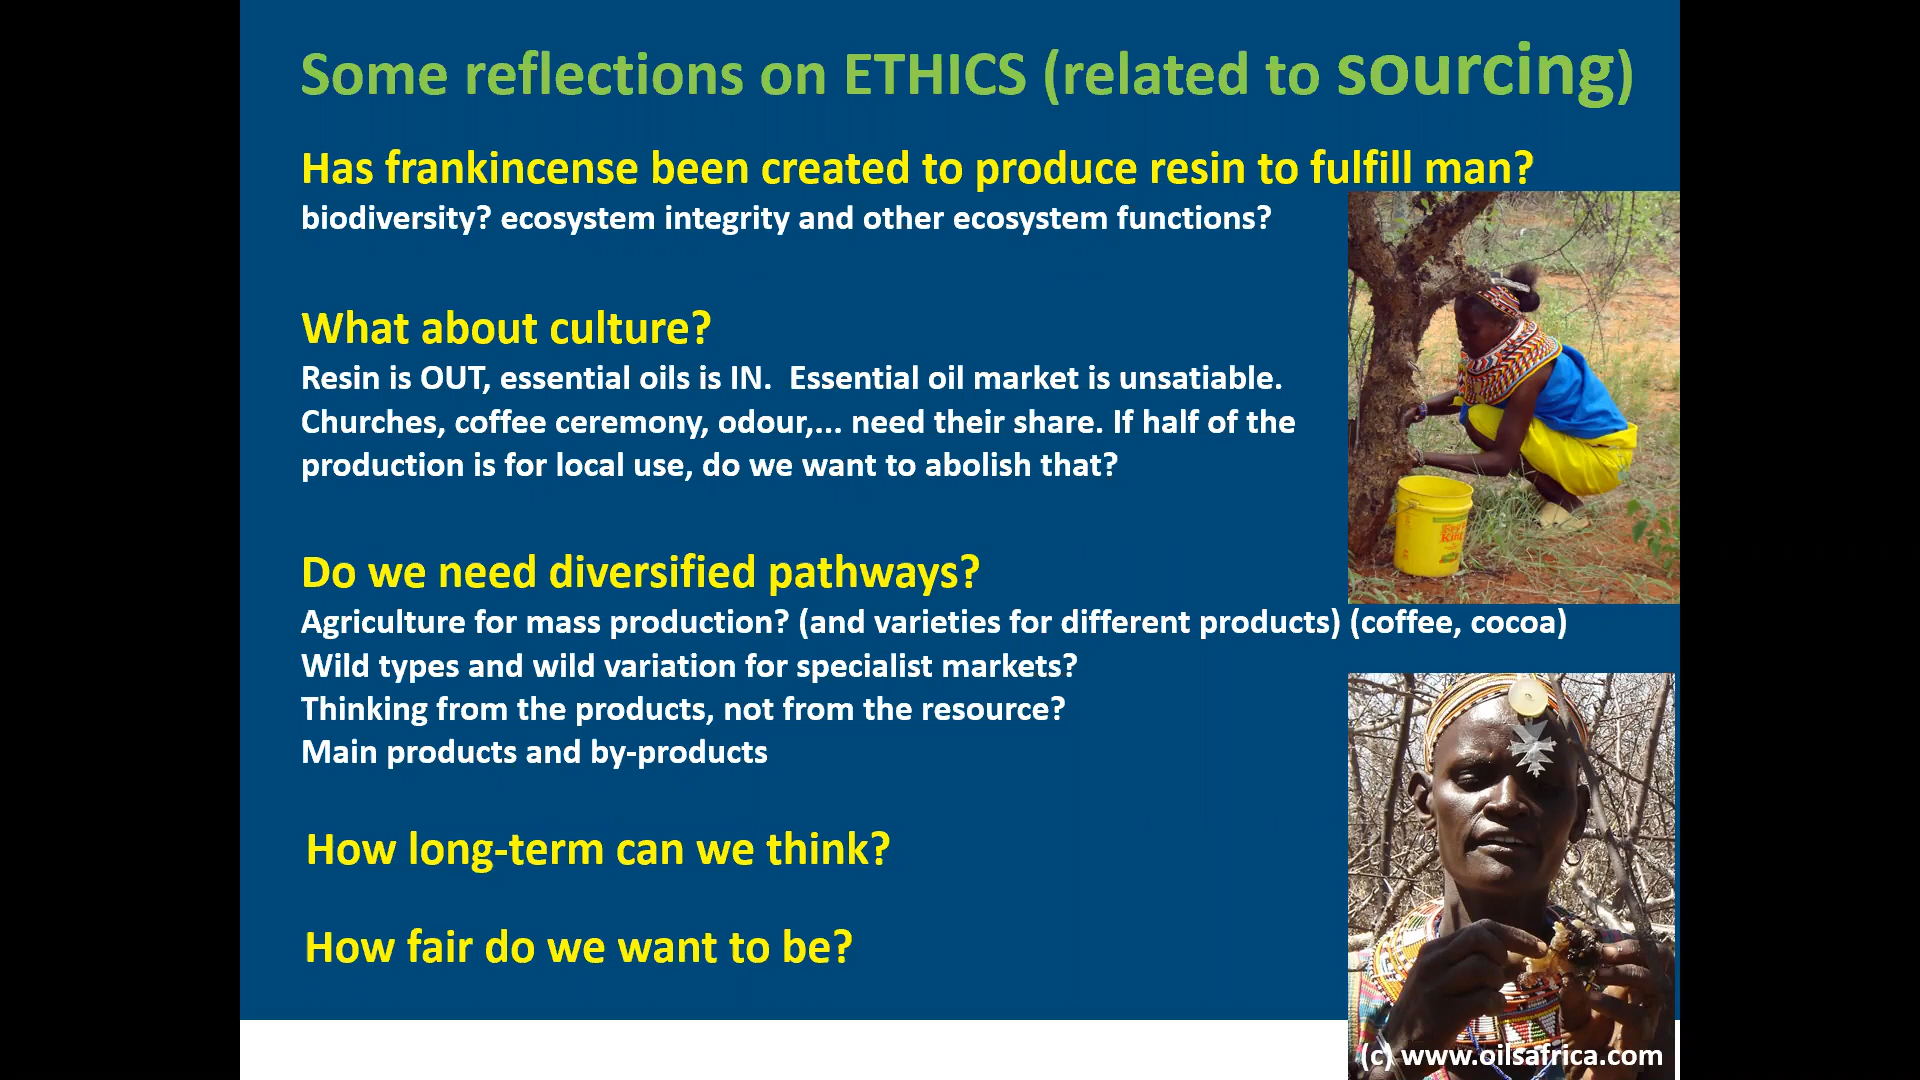 Some reflections on ETHICS (related to sourcing)
Has frankincense been created to produce resin to fulfill man?
biodiversity? ecosystem integrity and other ecosystem functions?
What about culture?
Resin is OUT, essential oils is IN.  Essential oil market is unsatiable.
Churches, coffee ceremony, odour,... need their share. If half of the
production is for local use, do we want to abolish that?
Do we need diversified pathways?
Agriculture for mass production? (and varieties for different products) (coffee, cocoa)
Wild types and wild variation for specialist markets?
Thinking from the products, not from the resource?
Main products and by-products
How long-term can we think?
How fair do we want to be?
(c) www.oilsafrica.com